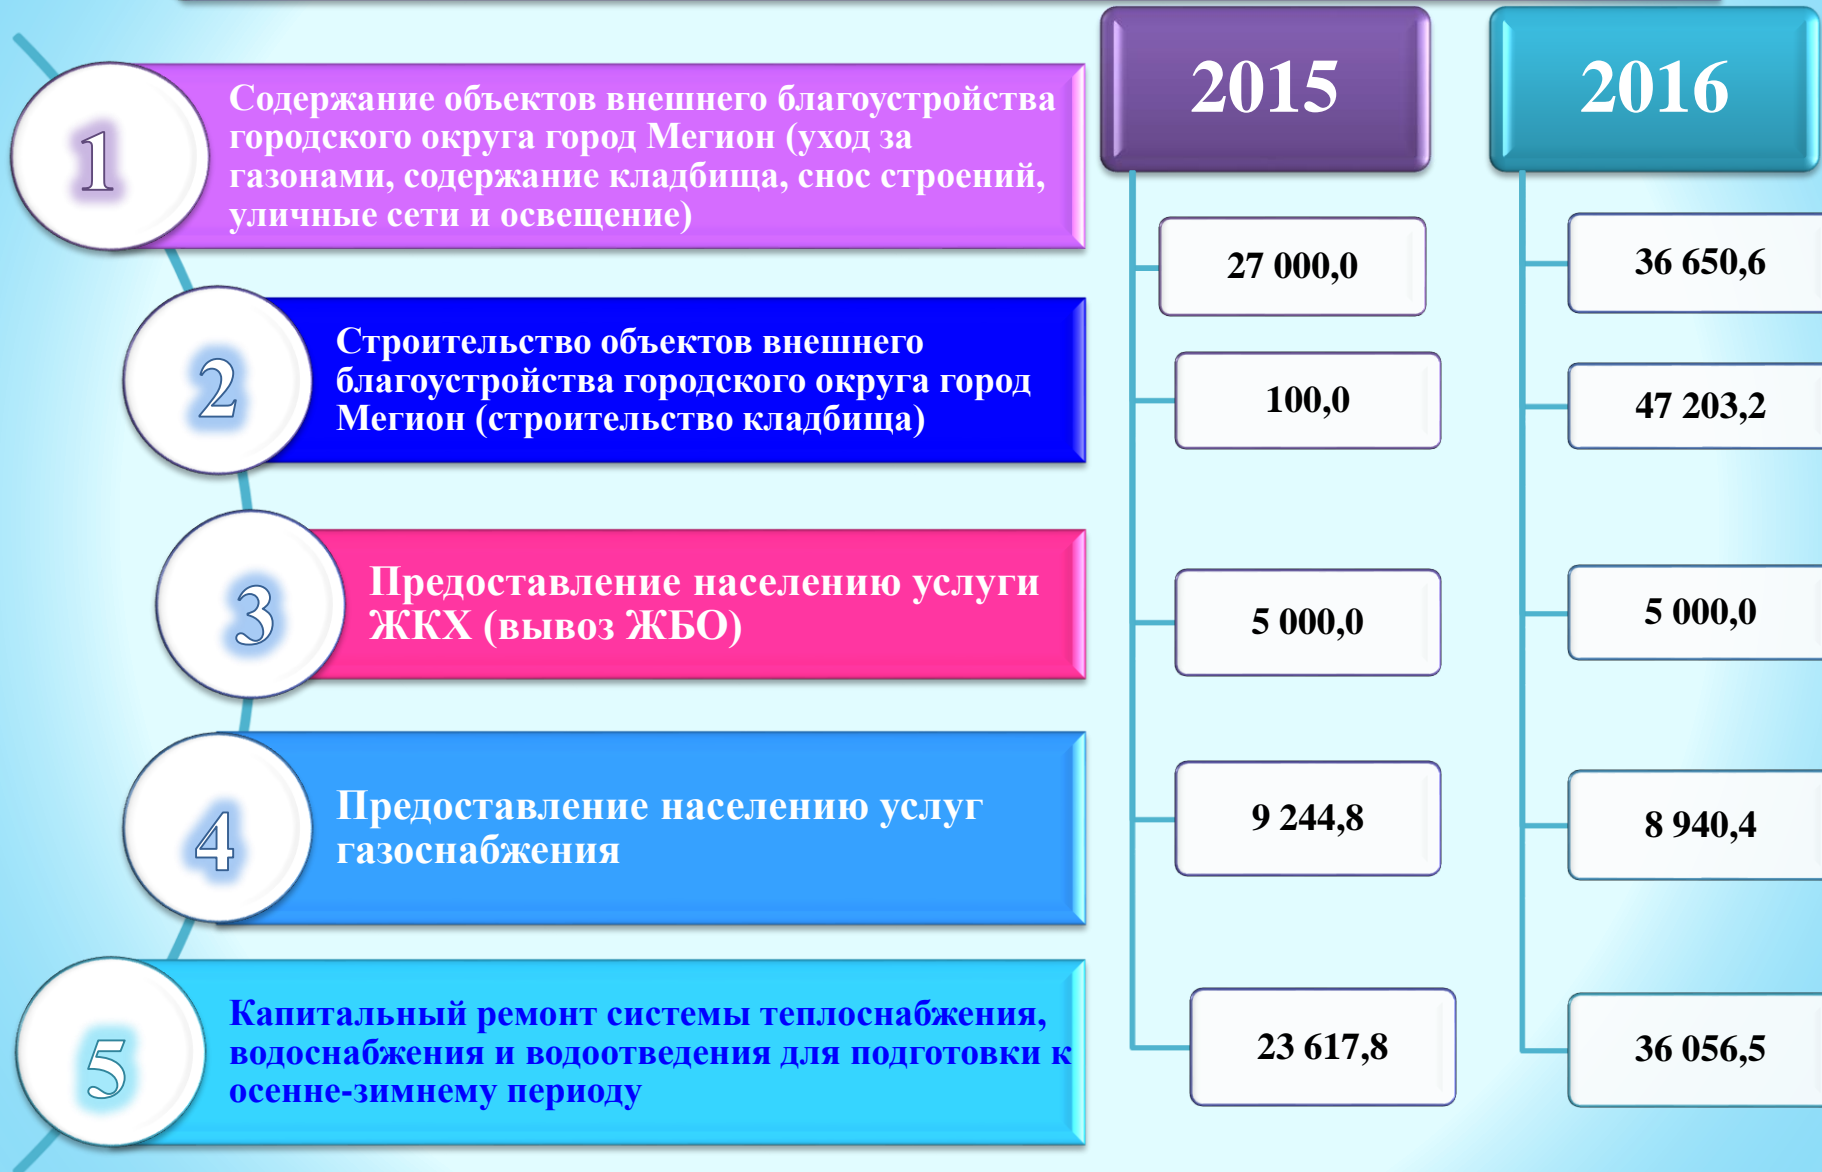 2015
2016
1
Содержание объектов внешнего благоустройства
городского округа город Мегион (уход за
газонами, содержание кладбища, снос строений,
уличные сети и освещение)
27 000,0
36 650,6
2
Строительство объектов внешнего
благоустройства городского округа город
Мегион (строительство кладбища)
100,0
47 203,2
3
Предоставление населению услуги
ЖКХ (вывоз ЖБО)
5 000,0
5 000,0
4
Предоставление населению услуг
газоснабжения
9 244,8
8 940,4
5
Капитальный ремонт системы теплоснабжения,
водоснабжения и водоотведения для подготовки к
осенне-зимнему периоду
23 617,8
36 056,5